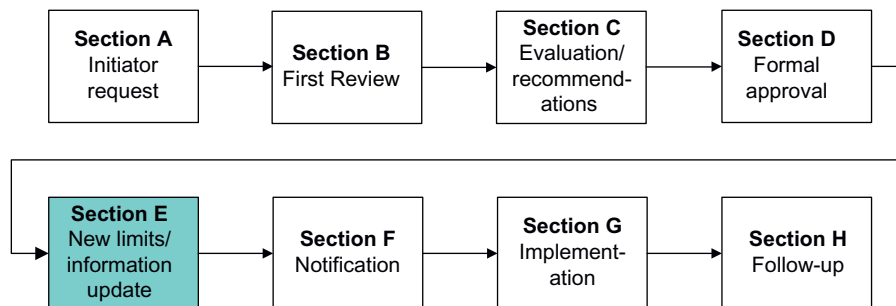 Section A
Initiator
request
Section B
First Review
Section C
Evaluation/
recommend-
ations
Section D
Formal
approval
Section E
New limits/
information
update
Section F
Notification
Section G
Implement-
ation
Section H
Follow-up